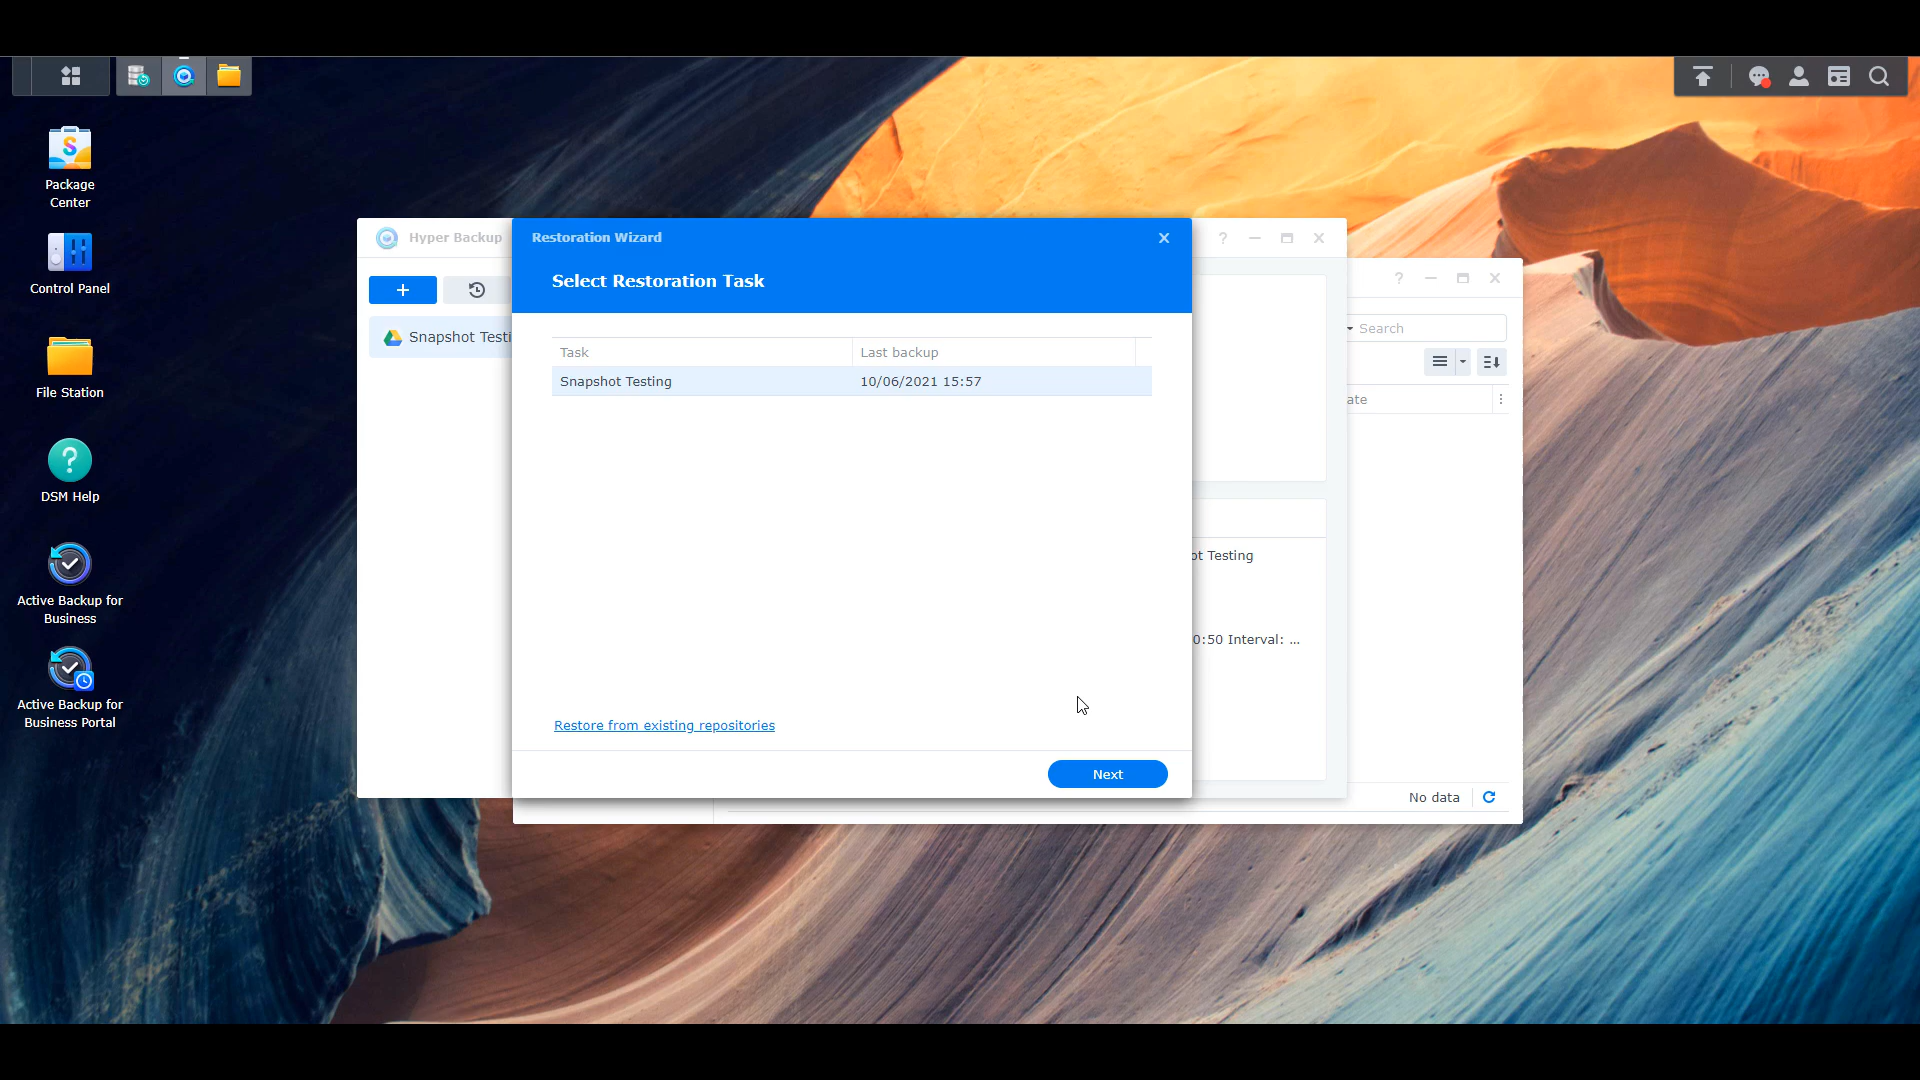 Package
Center
Control Panel
File Station
DSM Help
Active Backup for
Business
Active Backup for
Business Portal
Hyper Backup
Snapshot Testi
Restoration Wizard
Select Restoration Task
Task Last backup
Snapshot Testing 10/06/2021 15:57
Restore from existing repositories
Next
ot Testing
0:50 Interval: ...
Search
ate
No data